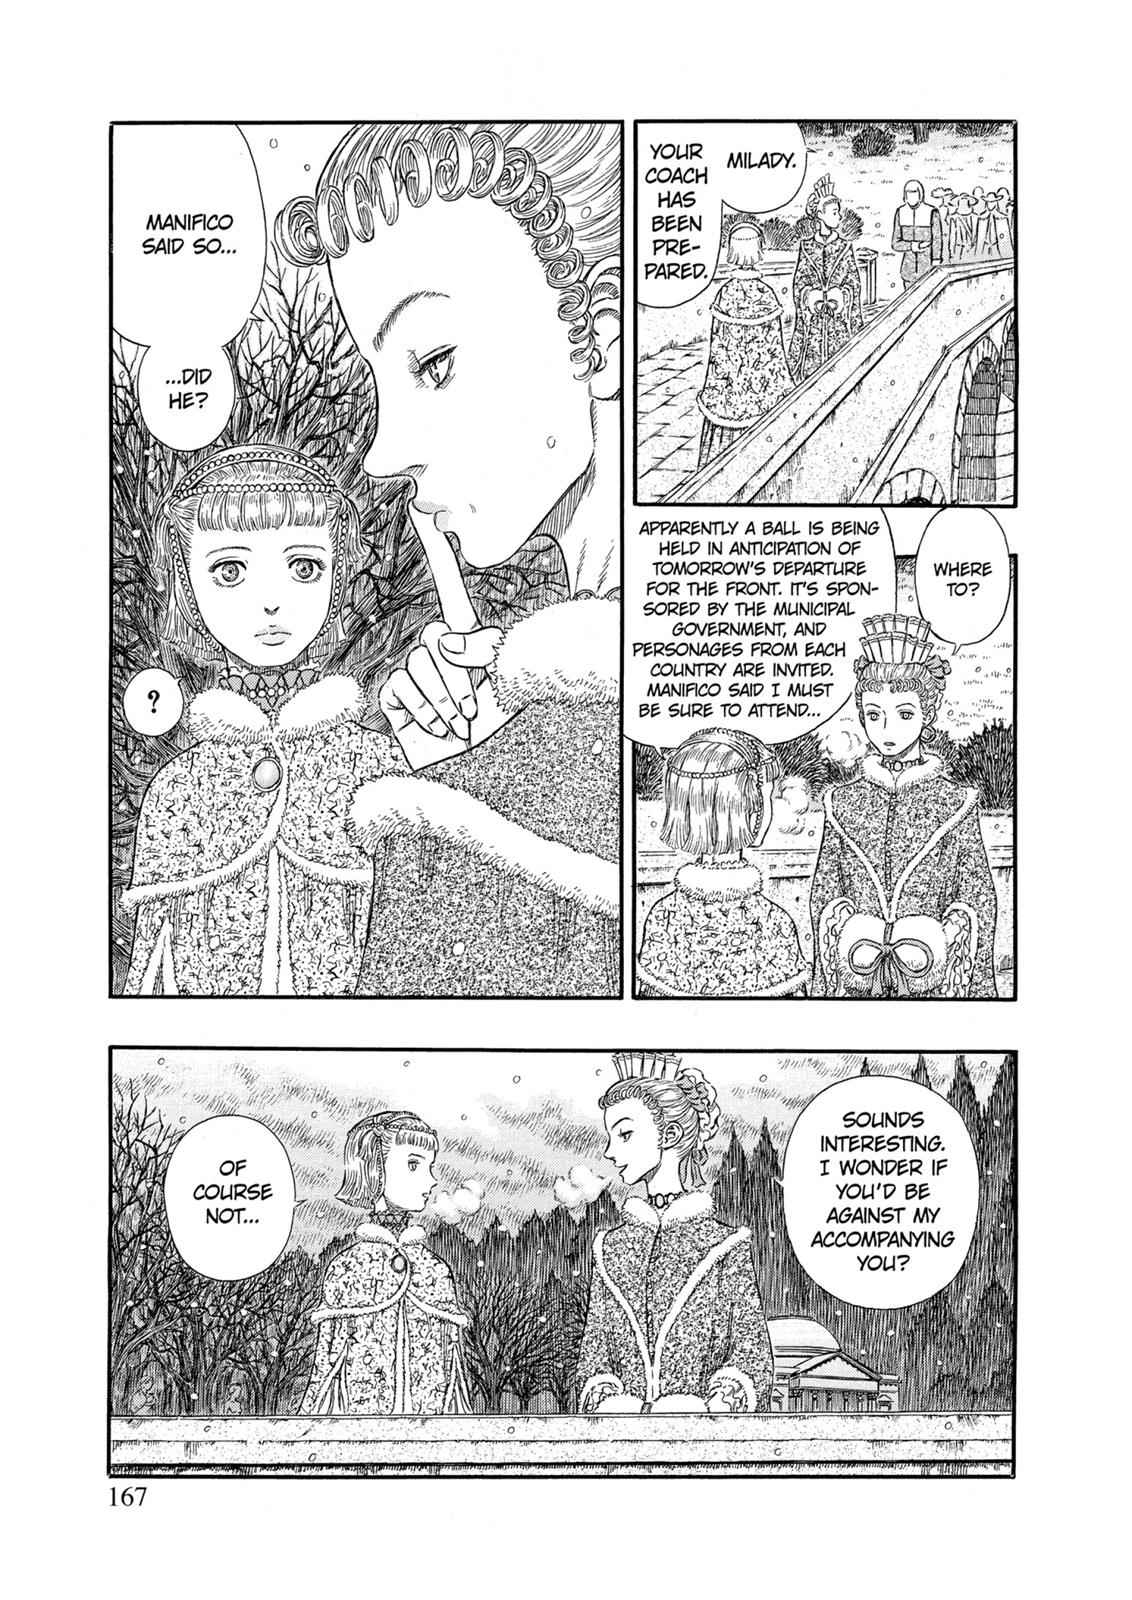 MILADY.
YOUR
COACH
HAS
BEEN
PRE-
PARED.
WHERE
TO?
APPARENTLY A BALL IS BEING
HELD IN ANTICIPATION OF
TOMORROW'S DEPARTURE
FOR THE FRONT. IT'S SPON-
SORED BY THE MUNICIPAL
GOVERNMENT, AND
PERSONAGES FROM EACH
COUNTRY ARE INVITED.
MANIFICO SAID I MUST
BE SURE TO ATTEND...
MANIFICO
SAID SO...
...DID
HE?
?
SOUNDS
INTERESTING.
I WONDER IF
YOU'D BE
AGAINST MY
ACCOMPANYING
YOU?
OF
COURSE
NOT...
167